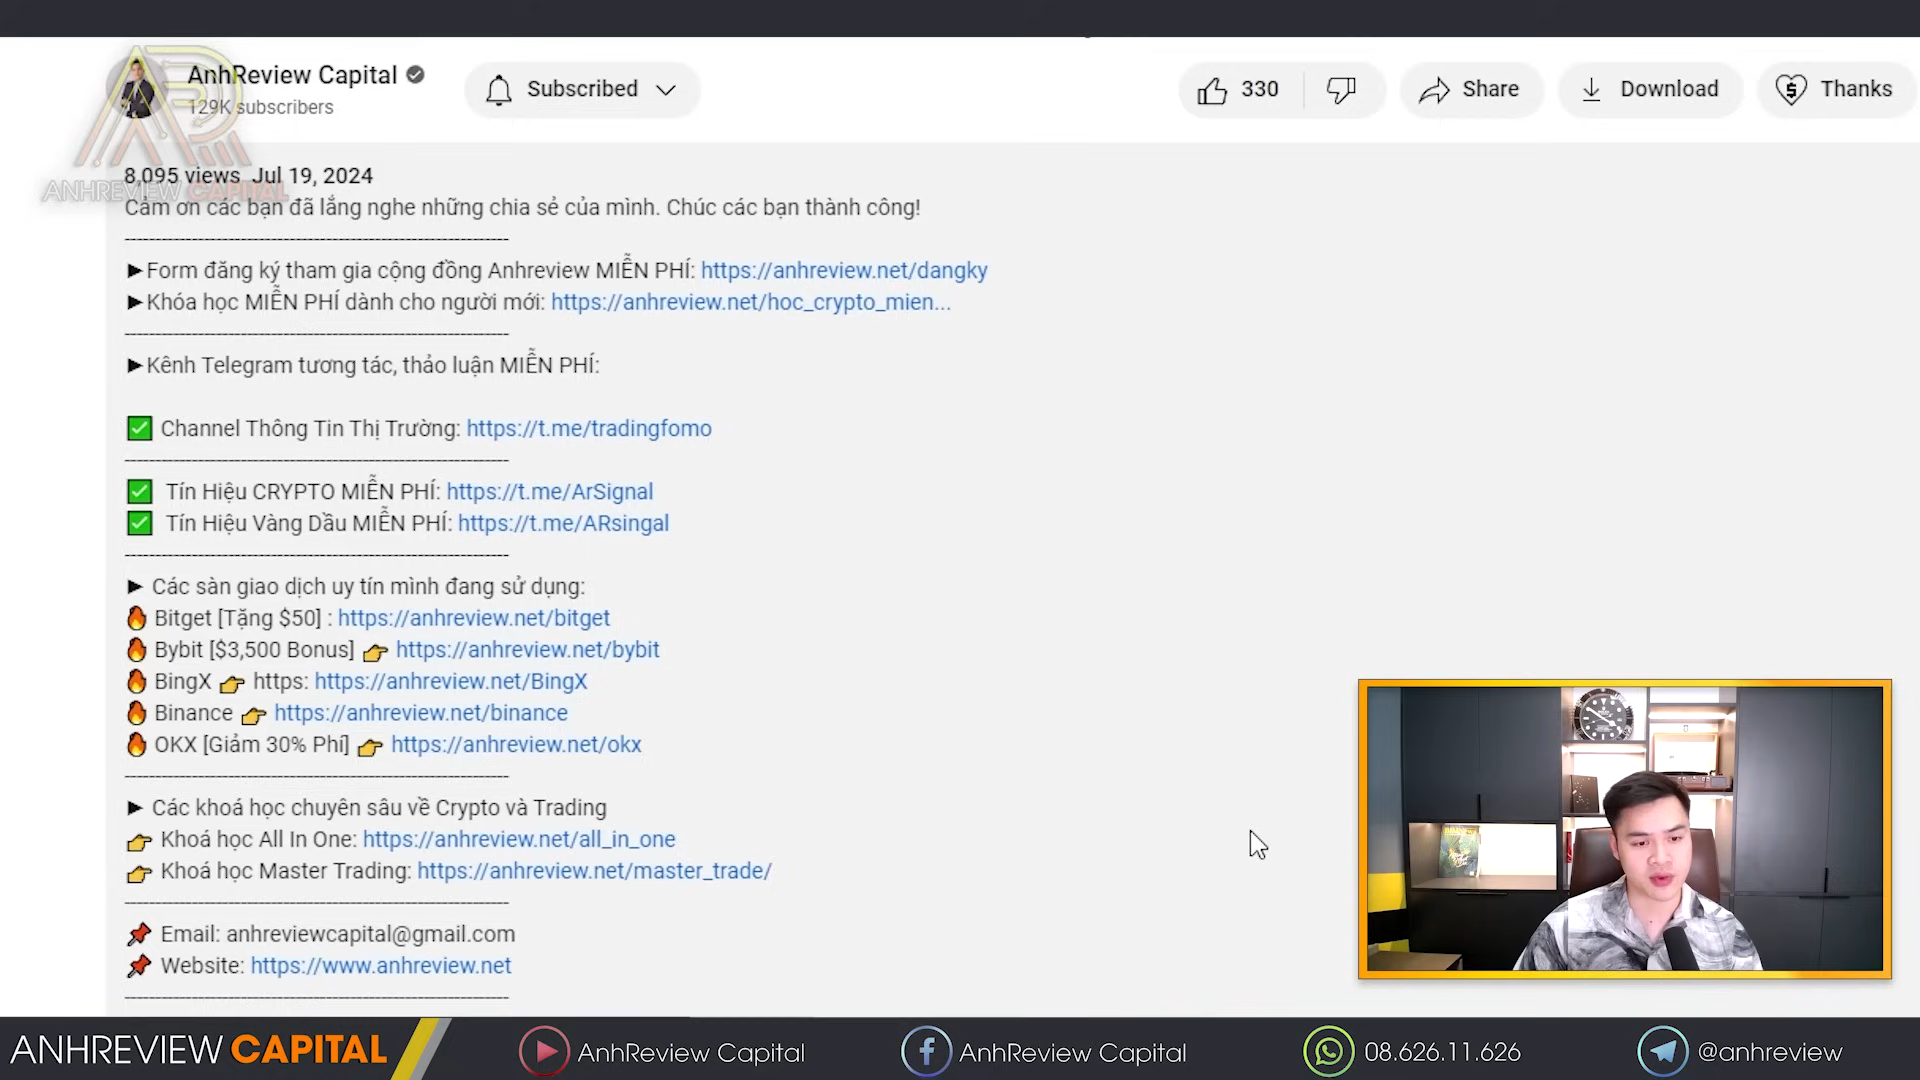 AnhReview Capital
129K subscribers
Subscribed
330
Share
Download
Thanks
ANHREVIEW CAPITAL
8,095 views Jul 19, 2024
Cảm ơn các bạn đã lắng nghe những chia sẻ của mình. Chúc các bạn thành công!
-----------------------------------------------------------------
►Form đăng ký tham gia cộng đồng Anhreview MIỄN PHÍ: https://anhreview.net/dangky
►Khóa học MIỄN PHÍ dành cho người mới: https://anhreview.net/hoc_crypto_mien...
-----------------------------------------------------------------
►Kênh Telegram tương tác, thảo luận MIỄN PHÍ:
✅ Channel Thông Tin Thị Trường: https://t.me/tradingfomo
-----------------------------------------------------------------
✅ Tín Hiệu CRYPTO MIỄN PHÍ: https://t.me/ArSignal
✅ Tín Hiệu Vàng Dầu MIỄN PHÍ: https://t.me/ARsingal
-----------------------------------------------------------------
► Các sàn giao dịch uy tín mình đang sử dụng:
🔥 Bitget [Tặng $50] : https://anhreview.net/bitget
🔥 Bybit [$3,500 Bonus] 👉 https://anhreview.net/bybit
🔥 BingX 👉 https: https://anhreview.net/BingX
🔥 Binance 👉 https://anhreview.net/binance
🔥 OKX [Giảm 30% Phí] 👉 https://anhreview.net/okx
-----------------------------------------------------------------
► Các khoá học chuyên sâu về Crypto và Trading
👉 Khoá học All In One: https://anhreview.net/all_in_one
👉 Khoá học Master Trading: https://anhreview.net/master_trade/
-----------------------------------------------------------------
📌 Email: anhreviewcapital@gmail.com
📌 Website: https://www.anhreview.net
-----------------------------------------------------------------
ANHREVIEW CAPITAL
AnhReview Capital
AnhReview Capital
08.626.11.626
@anhreview